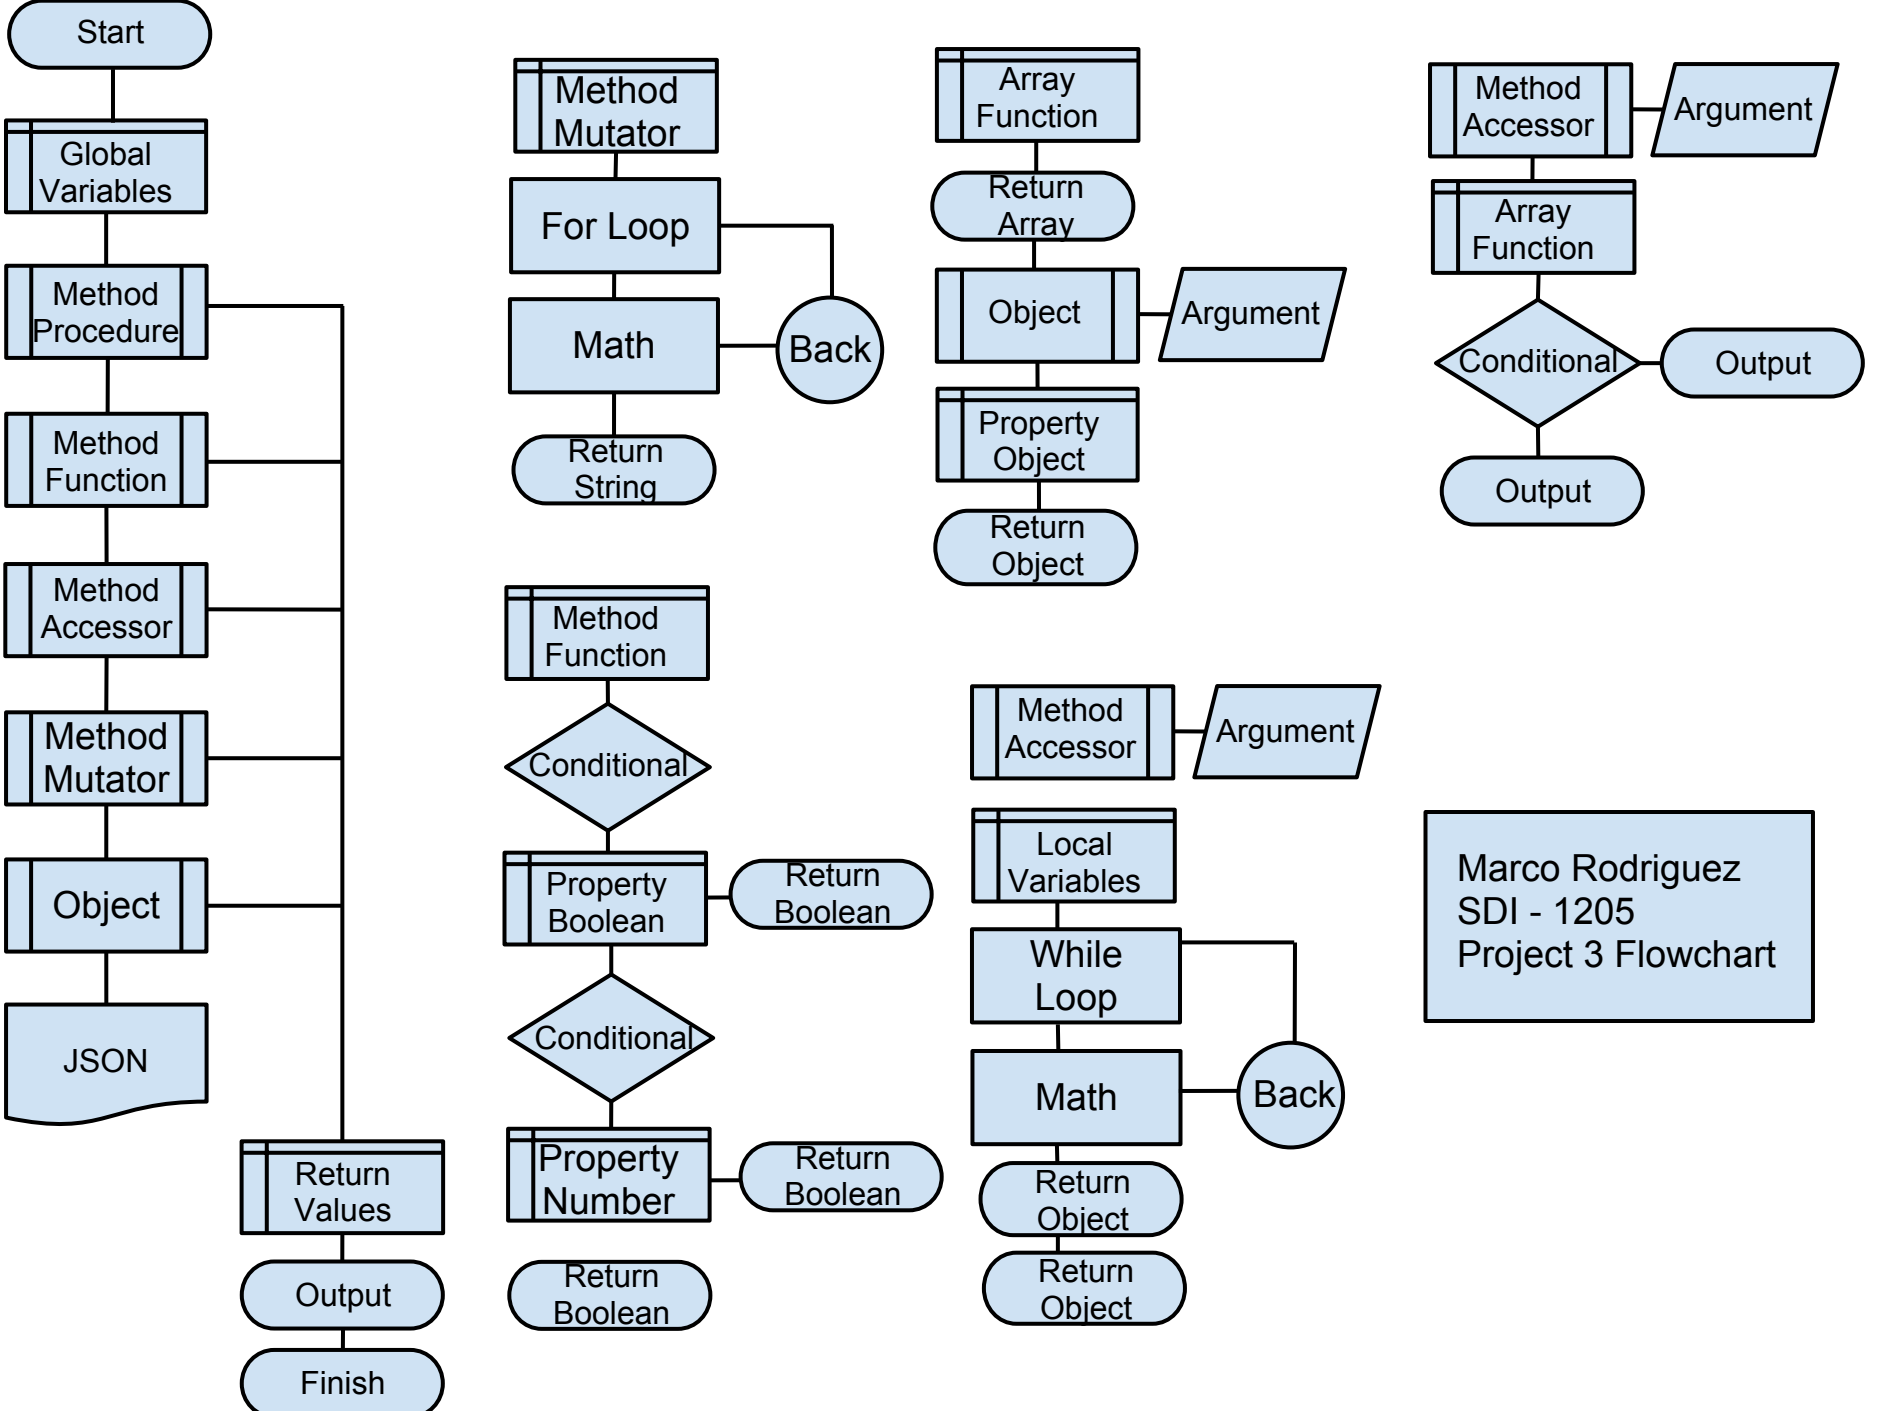 Start
Global
Variables
Method
Procedure
Method
Function
Method
Accessor
Method
Mutator
Object
JSON
Return
Values
Output
Finish
Method
Mutator
For Loop
Math
Back
Return
String
Method
Function
Conditional
Property
Boolean
Return
Boolean
Conditional
Property
Number
Return
Boolean
Return
Boolean
Array
Function
Return
Array
Object
Argument
Property
Object
Return
Object
Method
Accessor
Argument
Local
Variables
While
Loop
Math
Back
Return
Object
Return
Object
Method
Accessor
Argument
Array
Function
Conditional
Output
Output
Marco Rodriguez
SDI - 1205
Project 3 Flowchart